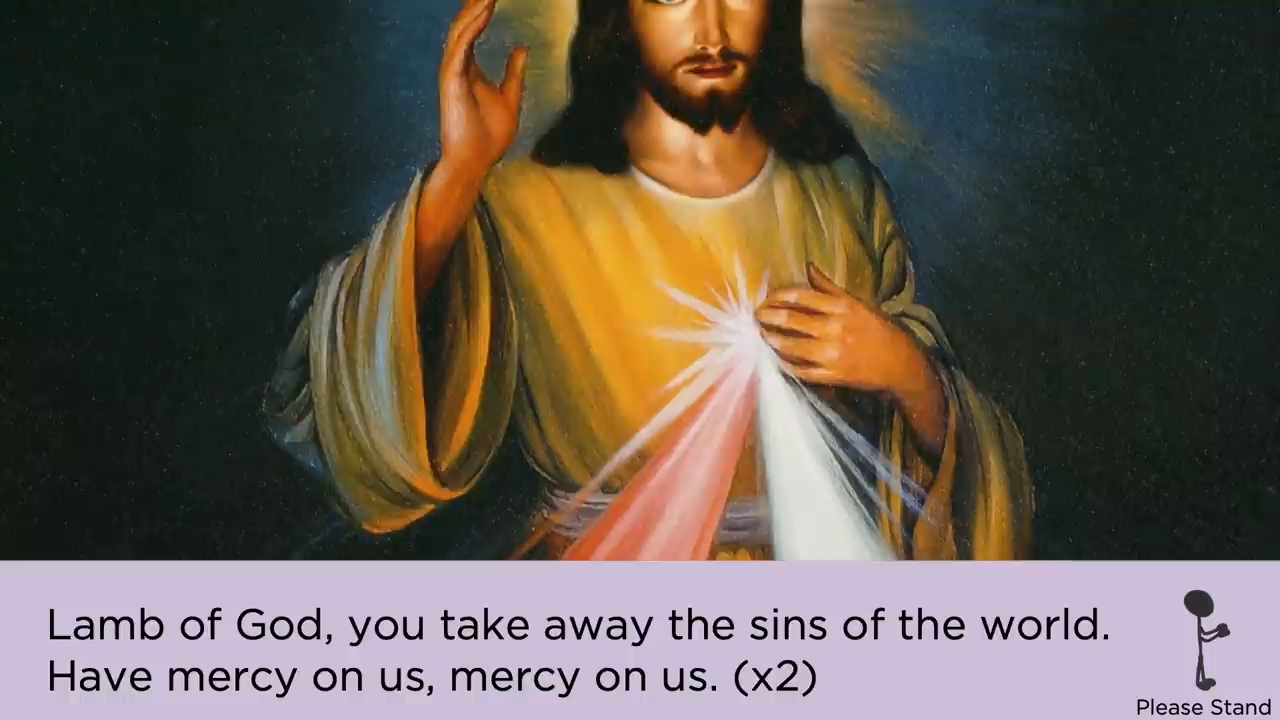 Lamb of God, you take away the sins of the world.
Have mercy on us, mercy on us. (x2)
Please Stand